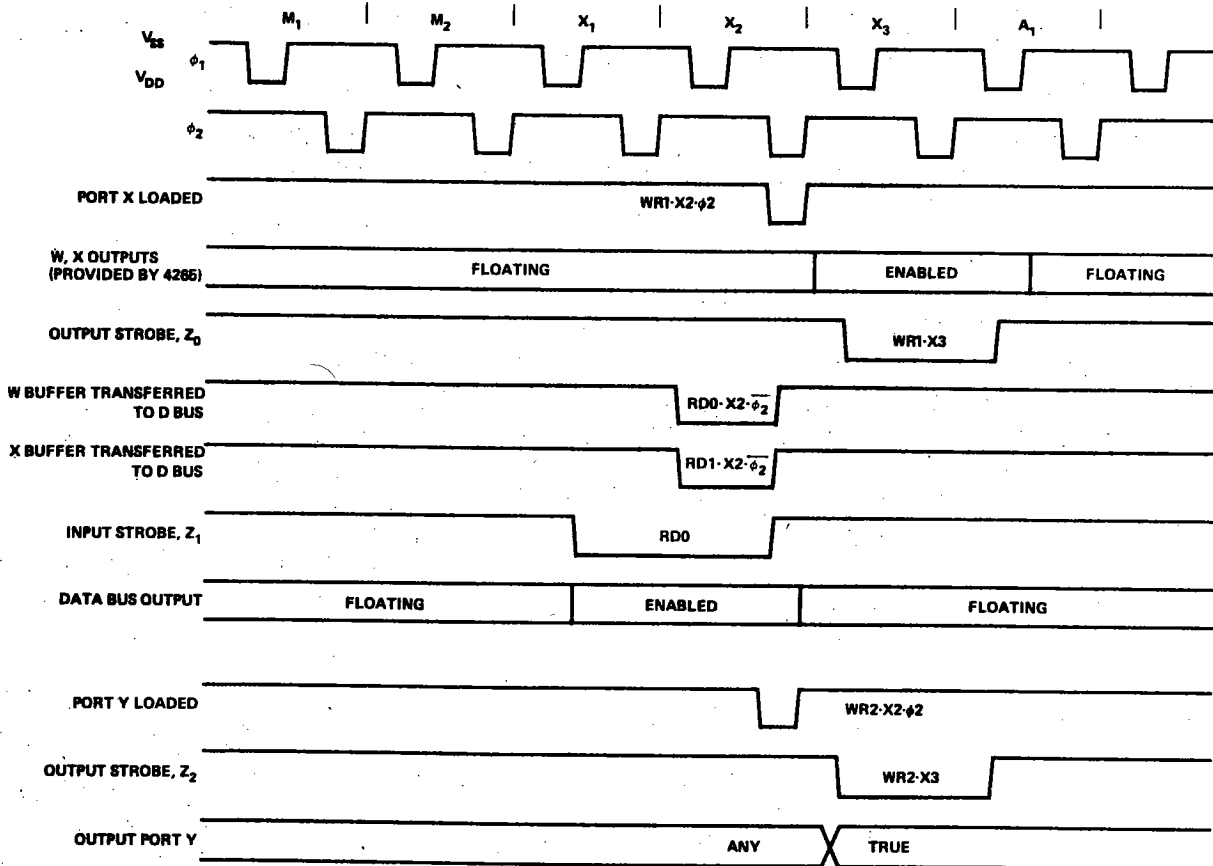 M1 | M2 | X1 | X2 | X3 | A1 |
VSS
VDD
ϕ1
ϕ2
PORT X LOADED
WR1·X2·ϕ2
W, X OUTPUTS
(PROVIDED BY 4265)
FLOATING
ENABLED
FLOATING
OUTPUT STROBE, Z0
WR1·X3
W BUFFER TRANSFERRED
TO D BUS
RD0·X2·ϕ̅2̅
X BUFFER TRANSFERRED
TO D BUS
RD1·X2·ϕ̅2̅
INPUT STROBE, Z1
RD0
DATA BUS OUTPUT
FLOATING
ENABLED
FLOATING
PORT Y LOADED
WR2·X2·ϕ2
OUTPUT STROBE, Z2
WR2·X3
OUTPUT PORT Y
ANY
TRUE